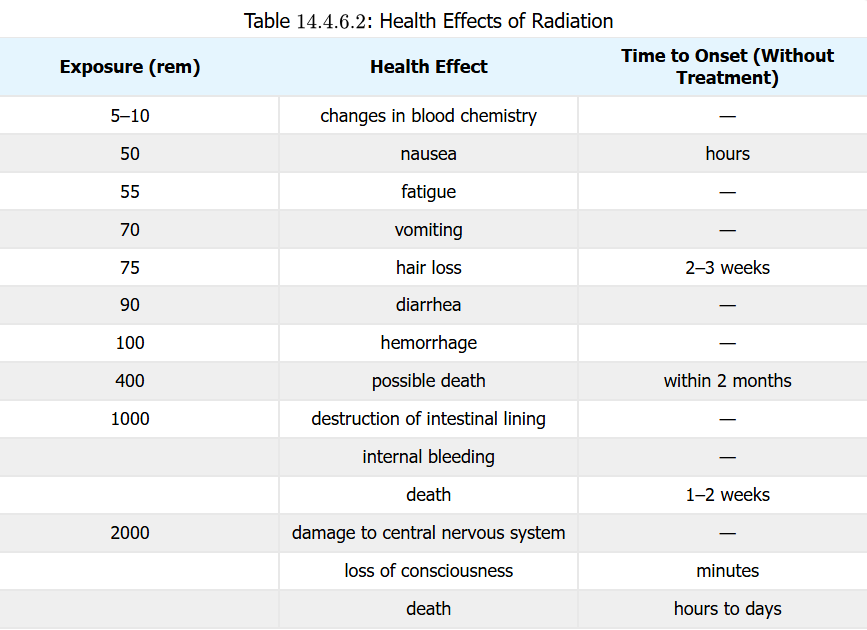 Table 14.4.6.2: Health Effects of Radiation
Exposure (rem) Health Effect Time to Onset (Without
Treatment)
5–10 changes in blood chemistry —
50 nausea hours
55 fatigue —
70 vomiting —
75 hair loss 2–3 weeks
90 diarrhea —
100 hemorrhage —
400 possible death within 2 months
1000 destruction of intestinal lining —
internal bleeding —
death 1–2 weeks
2000 damage to central nervous system —
loss of consciousness minutes
death hours to days